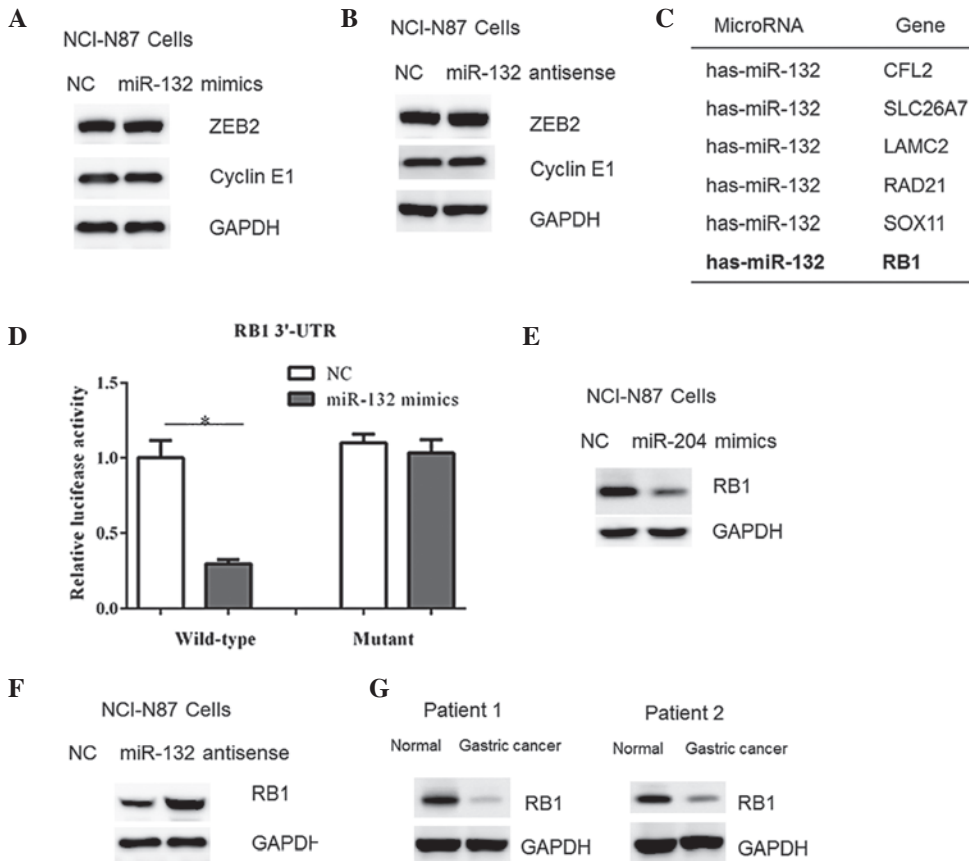 A
NCI-N87 Cells
NC miR-132 mimics
ZEB2
Cyclin E1
GAPDH
B
NCI-N87 Cells
NC miR-132 antisense
ZEB2
Cyclin E1
GAPDH
C
MicroRNA Gene
has-miR-132 CFL2
has-miR-132 SLC26A7
has-miR-132 LAMC2
has-miR-132 RAD21
has-miR-132 SOX11
has-miR-132 RB1
D
RB1 3'-UTR
NC
miR-132 mimics
Relative lucifease activity
1.5
*
1.0
0.5
0.0
Wild-type Mutant
E
NCI-N87 Cells
NC miR-204 mimics
RB1
GAPDH
F
NCI-N87 Cells
NC miR-132 antisense
RB1
GAPDH
G
Patient 1
Normal Gastric cancer
RB1
GAPDH
Patient 2
Normal Gastric cancer
RB1
GAPDH